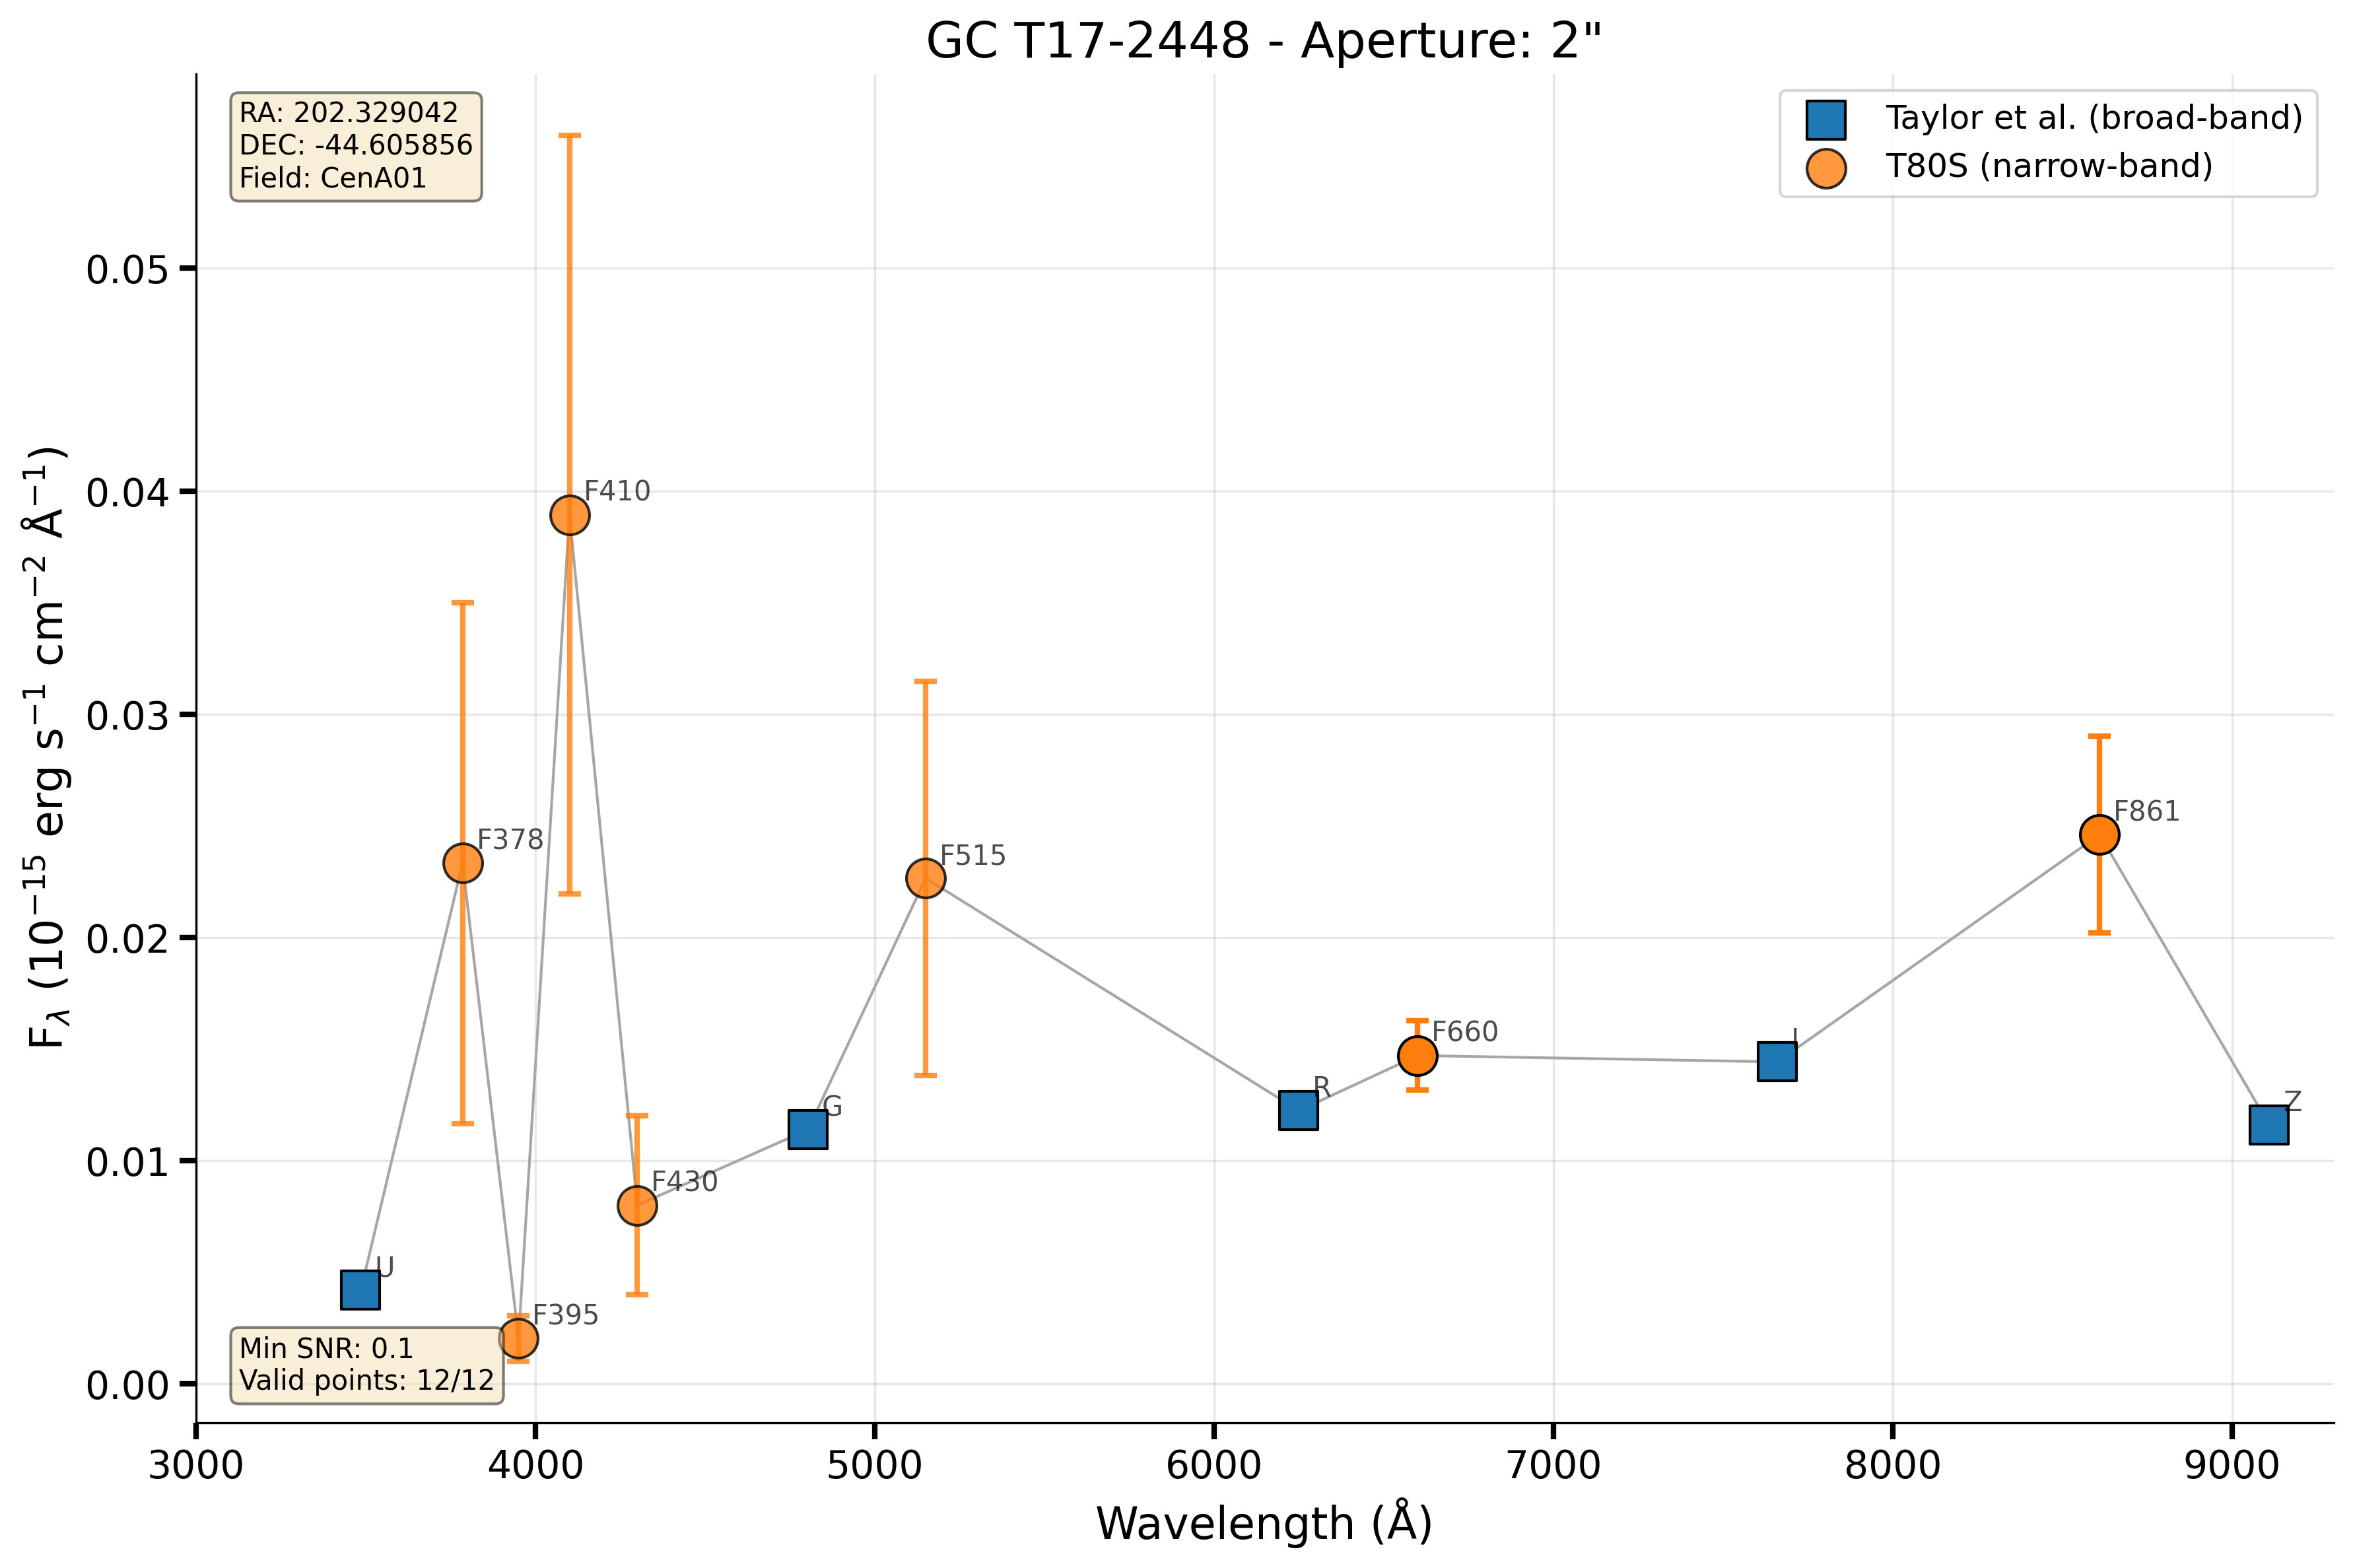 GC T17-2448 - Aperture: 2"
RA: 202.329042
DEC: -44.605856
Field: CenA01
Taylor et al. (broad-band)
T80S (narrow-band)
F410
F378
F515
F861
F660
I
R
G
Z
F430
U
F395
Min SNR: 0.1
Valid points: 12/12
0.05
0.04
0.03
0.02
0.01
0.00
F_λ (10⁻¹⁵ erg s⁻¹ cm⁻² Å⁻¹)
3000 4000 5000 6000 7000 8000 9000
Wavelength (Å)